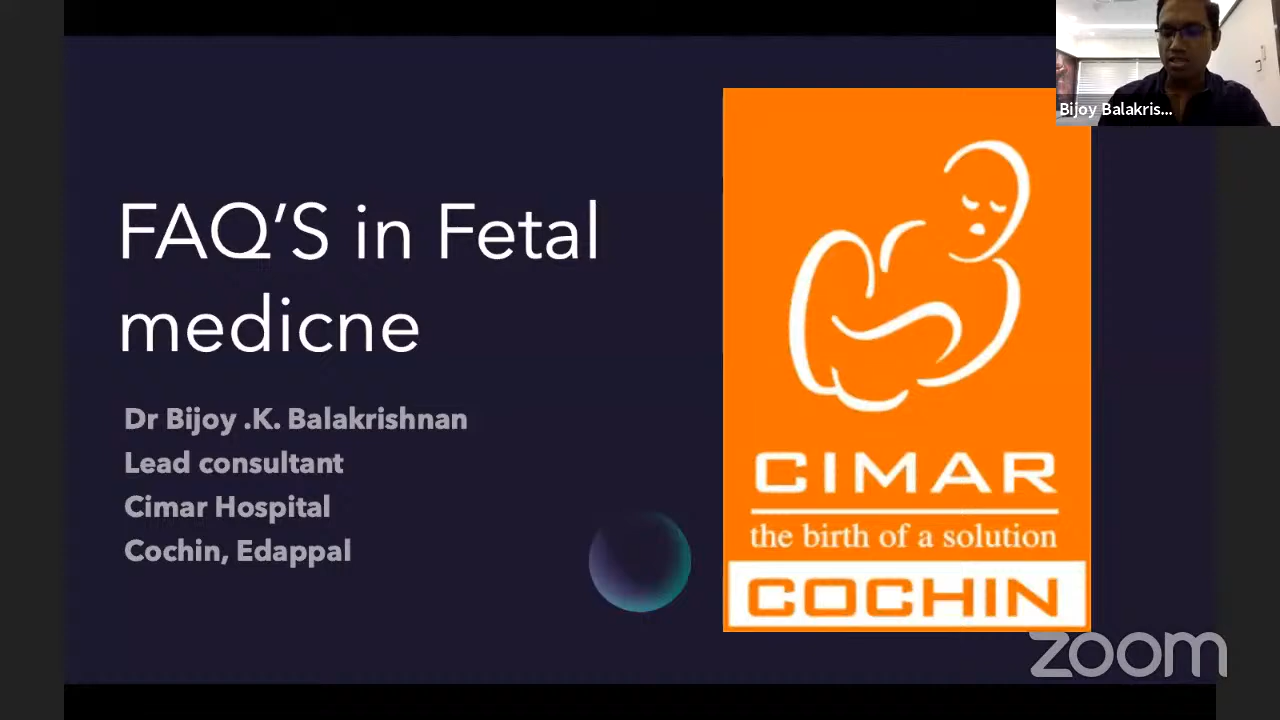 Bijoy Balakris...
FAQ'S in Fetal
medicne
Dr Bijoy .K. Balakrishnan
Lead consultant
Cimar Hospital
Cochin, Edappal
CIMAR
the birth of a solution
COCHIN
zoom